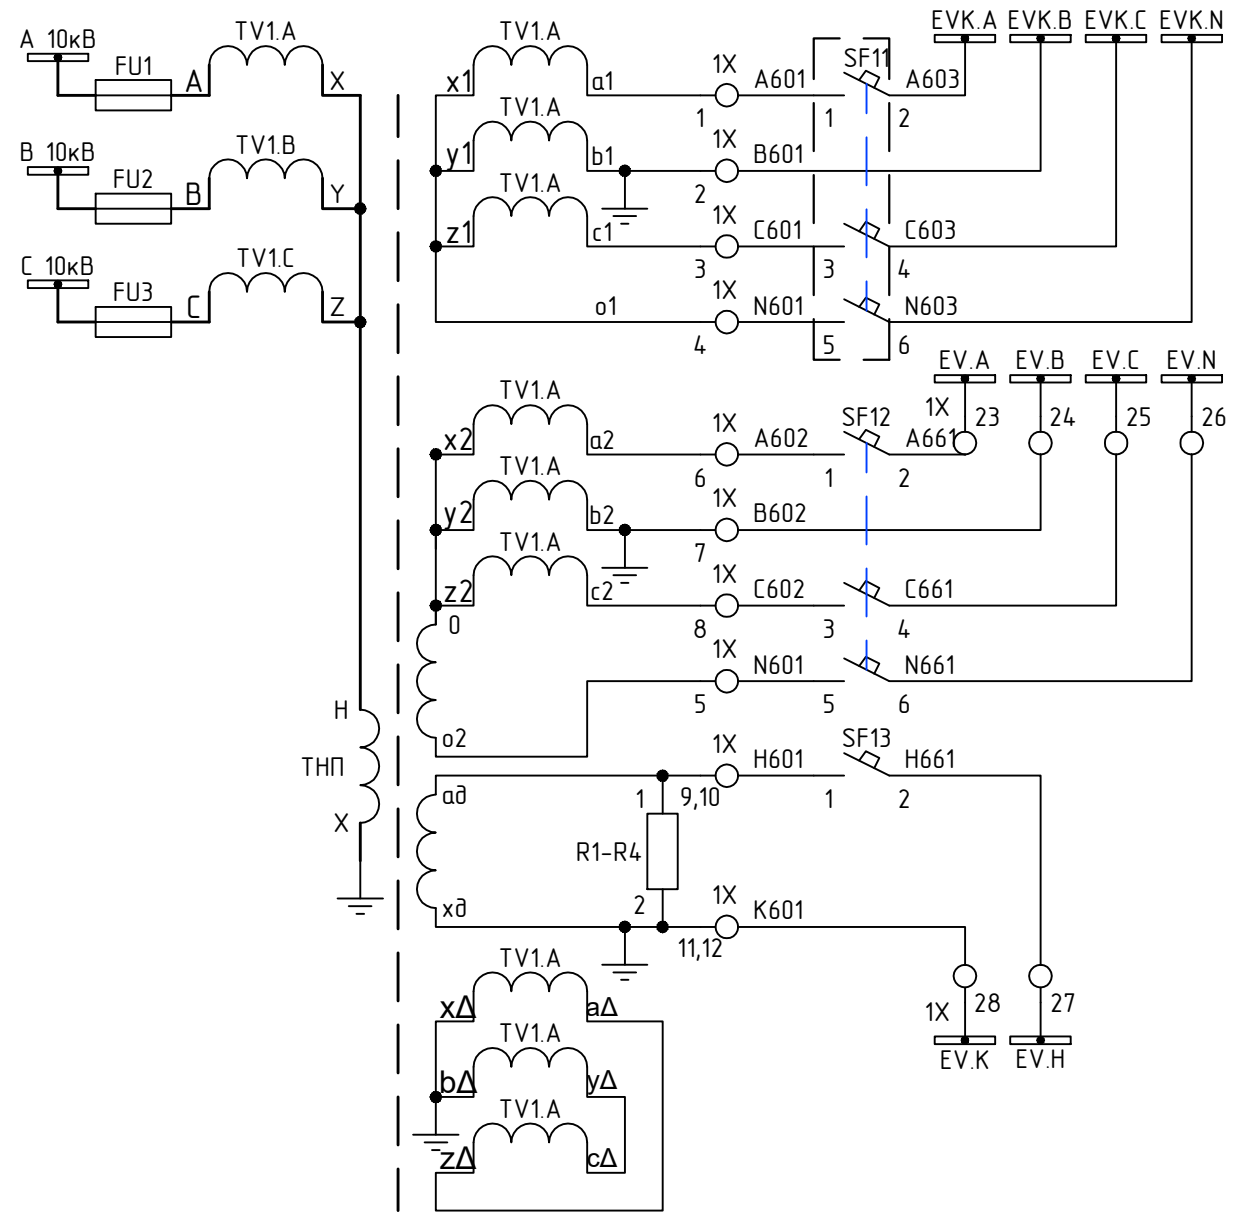 EVK.A EVK.B EVK.C EVK.N
A 10кВ TV1.A TV1.A
FU1 A X x1 a1 1X A601 SF11 A603
1 1 2
B 10кВ TV1.B TV1.A
FU2 B Y y1 b1 1X B601
2
TV1.A
z1 c1 1X C601 C603
3 3 4
C 10кВ TV1.C
FU3 C Z o1 1X N601 N603
4 5 6
EV.A EV.B EV.C EV.N
1X 23 24 25 26
TV1.A
x2 a2 1X A602 SF12 A661
6 1 2
TV1.A
y2 b2 1X B602
7
TV1.A
z2 c2 1X C602 C661
0 8 3 4
1X N601 N661
5 5 6
Н
ТНП
X
o2
1X H601 SF13 H661
aд 1 9,10 1 2
R1-R4
xд 2 1X K601
11,12
28 27
1X
EV.K EV.H
TV1.A
xΔ aΔ
TV1.A
bΔ yΔ
TV1.A
zΔ cΔ